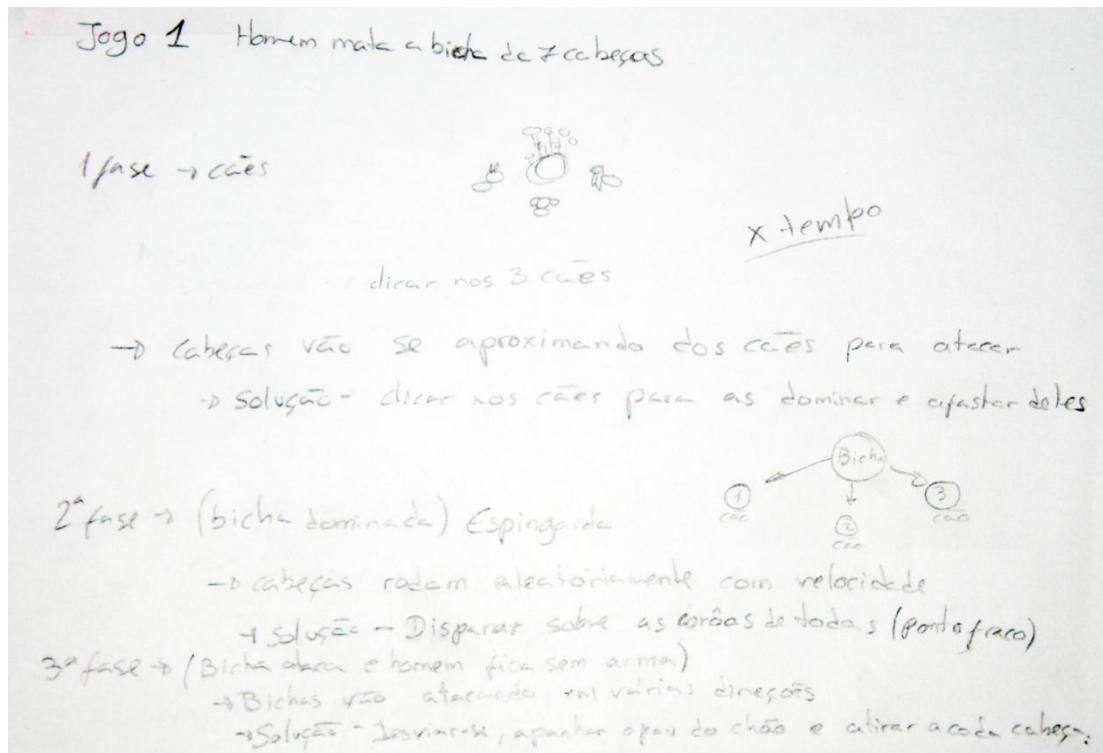 Jogo 1 Homem mata a bicha de 7 cabeças
1 fase → cães
x tempo
clicar nos 3 cães
→ cabeças vão se aproximando dos cães para atacar
→ Solução - clicar nos cães para as dominar e afastar deles
Bicha
1 cão
2 cão
3 cão
2ª fase → (bicha dominada) Espingarda
→ cabeças rodam aleatóriamente com velocidade
→ Solução - Disparar sobre as corôas de todas (ponto fraco)
3ª fase → (Bicha ataca e homem fica sem arma)
→ Bichas vão atacando em várias direções
→ Solução - Desviar-se, apanhar o pau do chão e atirar a cada cabeça.